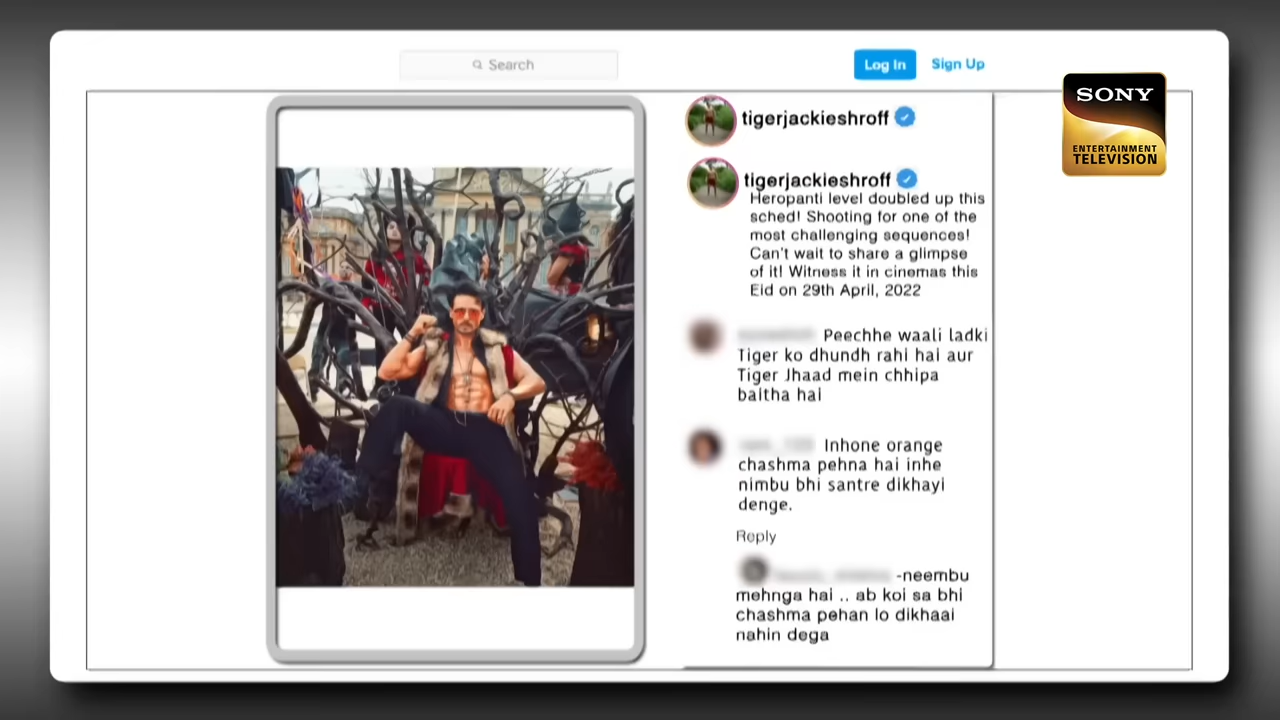 Search
Log In
Sign Up
SONY
ENTERTAINMENT
TELEVISION
tigerjackieshroff
tigerjackieshroff
Heropanti level doubled up this
sched! Shooting for one of the
most challenging sequences!
Can't wait to share a glimpse
of it! Witness it in cinemas this
Eid on 29th April, 2022
Peechhe waali ladki
Tiger ko dhundh rahi hai aur
Tiger Jhaad mein chhipa
baitha hai
Inhone orange
chashma pehna hai inhe
nimbu bhi santre dikhayi
denge.
Reply
-neembu
mehnga hai .. ab koi sa bhi
chashma pehan lo dikhaai
nahin dega